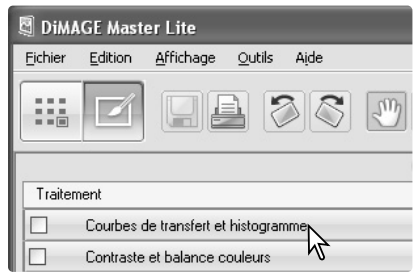 DiMAGE Master Lite
Fichier Edition Affichage Outils Aide
Traitement
Courbes de transfert et histogramme
Contraste et balance couleurs